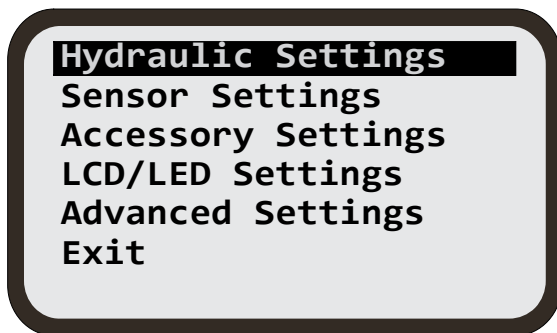 Hydraulic Settings
Sensor Settings
Accessory Settings
LCD/LED Settings
Advanced Settings
Exit